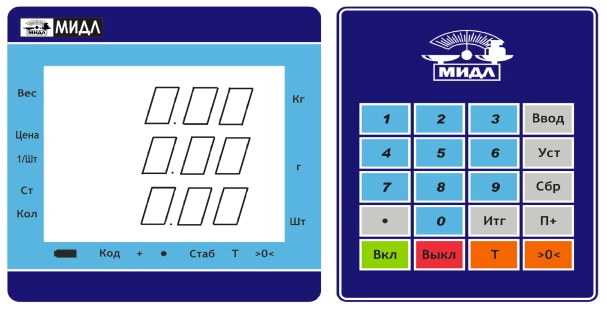 МИДЛ МИДЛ
Вес 0.00 Кг
Цена
1/Шт 0.00 г
Ст
Кол 0.00 Шт
Код + • Стаб Т >0<
МИДЛ
1 2 3 Ввод
4 5 6 Уст
7 8 9 Сбр
• 0 Итг П+
Вкл Выкл Т >0<